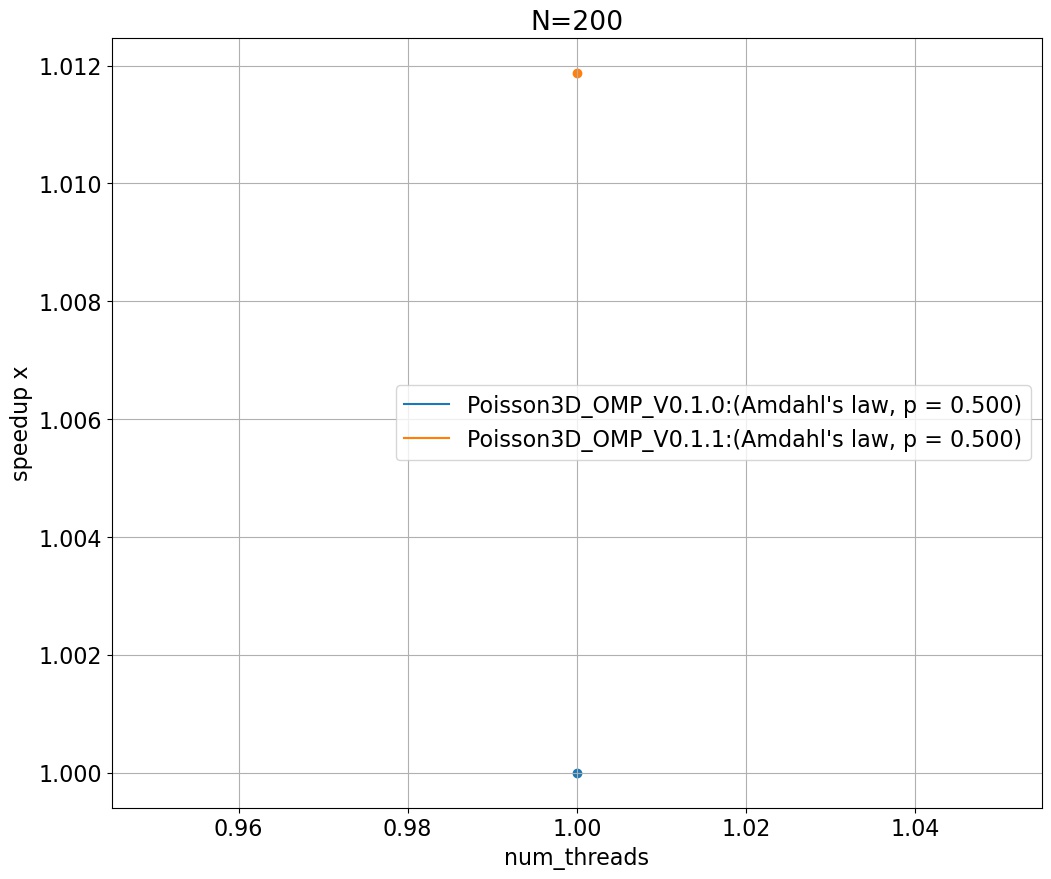 N=200
1.012
1.010
1.008
1.006
1.004
1.002
1.000
speedup x
Poisson3D_OMP_V0.1.0:(Amdahl's law, p = 0.500)
Poisson3D_OMP_V0.1.1:(Amdahl's law, p = 0.500)
0.96 0.98 1.00 1.02 1.04
num_threads